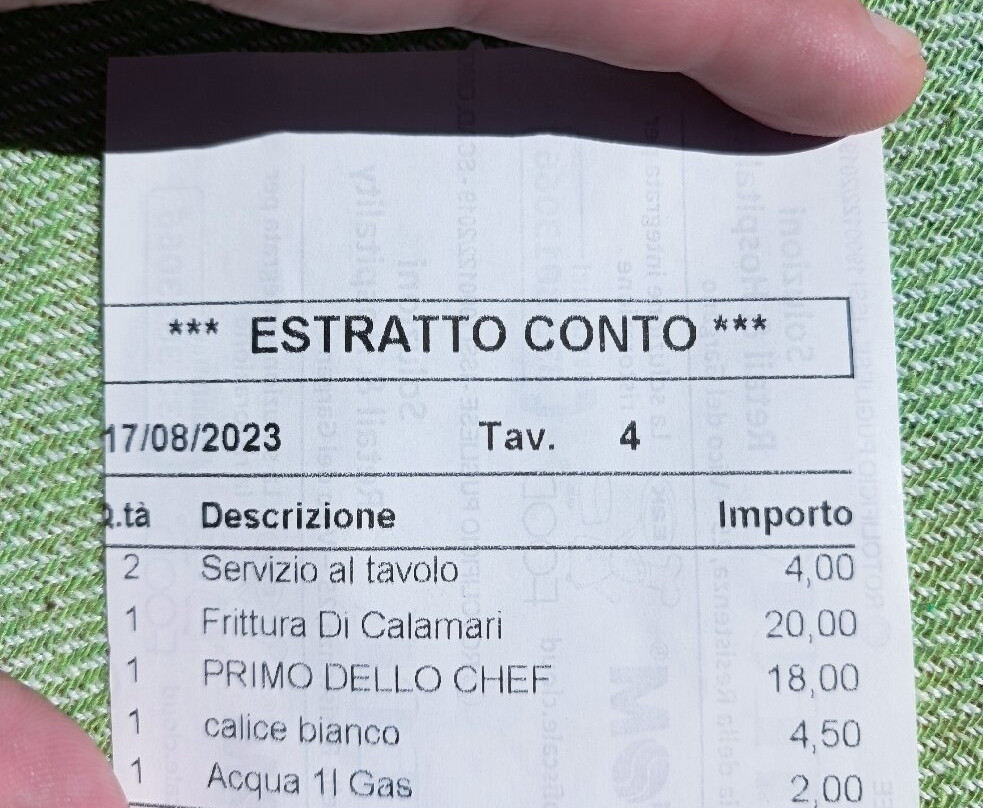 *** ESTRATTO CONTO ***
17/08/2023 Tav. 4
Q.tà Descrizione Importo
2 Servizio al tavolo 4,00
1 Frittura Di Calamari 20,00
1 PRIMO DELLO CHEF 18,00
1 calice bianco 4,50
1 Acqua 1l Gas 2,00